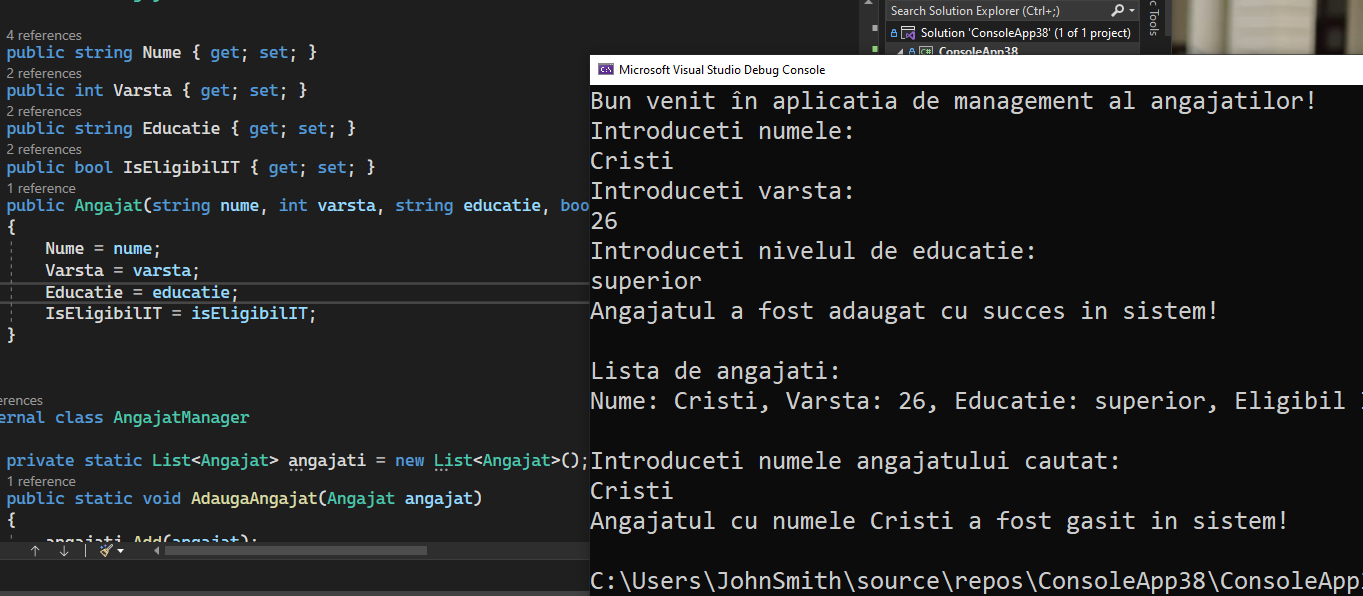 4 references
public string Nume { get; set; }
2 references
public int Varsta { get; set; }
2 references
public string Educatie { get; set; }
2 references
public bool IsEligibilIT { get; set; }
1 reference
public Angajat(string nume, int varsta, string educatie, boo
{
Nume = nume;
Varsta = varsta;
Educatie = educatie;
IsEligibilIT = isEligibilIT;
}
erences
ernal class AngajatManager
private static List<Angajat> angajati = new List<Angajat>();
1 reference
public static void AdaugaAngajat(Angajat angajat)
{
angajati.Add(angajat);
Search Solution Explorer (Ctrl+;)
Solution 'ConsoleApp38' (1 of 1 project)
ConsoleApp38
c Tools
Microsoft Visual Studio Debug Console
Bun venit în aplicatia de management al angajatilor!
Introduceti numele:
Cristi
Introduceti varsta:
26
Introduceti nivelul de educatie:
superior
Angajatul a fost adaugat cu succes in sistem!
Lista de angajati:
Nume: Cristi, Varsta: 26, Educatie: superior, Eligibil
Introduceti numele angajatului cautat:
Cristi
Angajatul cu numele Cristi a fost gasit in sistem!
C:\Users\JohnSmith\source\repos\ConsoleApp38\ConsoleApp